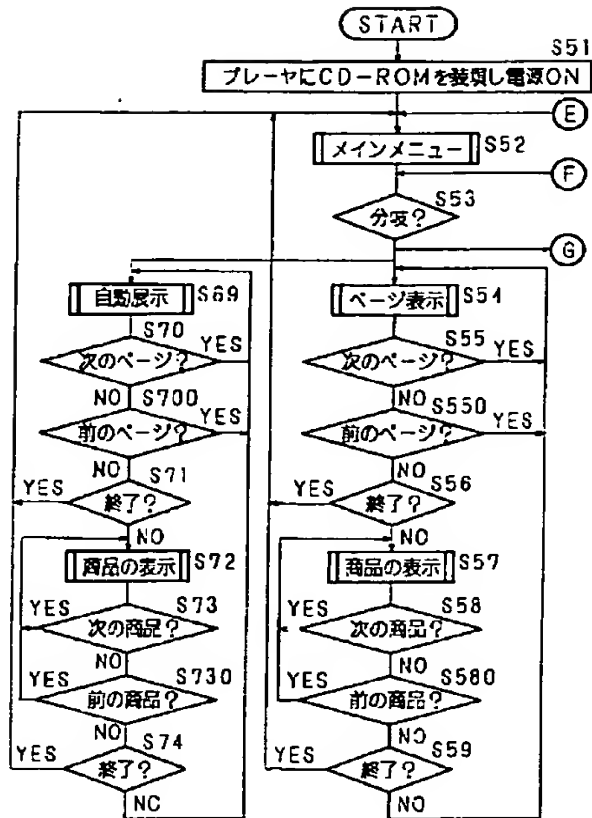 START
S51
プレーヤにCD-ROMを装填し電源ON
E
メインメニュー S52
F
S53
分岐?
G
自動展示 S69
ページ表示 S54
S70
次のページ? YES
S55
次のページ? YES
NO S700
前のページ? YES
NO S550
前のページ? YES
NO S71
YES 終了?
NO S56
YES 終了?
NO
商品の表示 S72
NO
商品の表示 S57
S73
YES 次の商品?
S58
YES 次の商品?
NO S730
YES 前の商品?
NO S580
YES 前の商品?
NO S74
YES 終了?
NO S59
YES 終了?
NO
NO